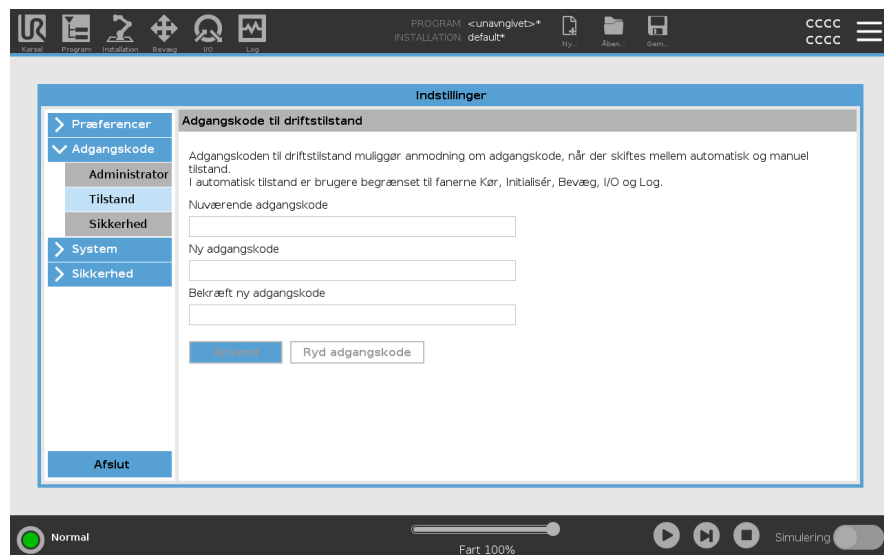 PROGRAM <unavngivet>*
INSTALLATION default*
cccc
cccc
Kørsel Program Installation Bevæg I/O Log Ny... Åben... Gem...
Indstillinger
Præferencer
Adgangskode
Administrator
Tilstand
Sikkerhed
System
Sikkerhed
Afslut
Adgangskode til driftstilstand
Adgangskoden til driftstilstand muliggør anmodning om adgangskode, når der skiftes mellem automatisk og manuel
tilstand.
I automatisk tilstand er brugere begrænset til fanerne Kør, Initialisér, Bevæg, I/O og Log.
Nuværende adgangskode
Ny adgangskode
Bekræft ny adgangskode
Anvend Ryd adgangskode
Normal
Fart 100%
Simulering